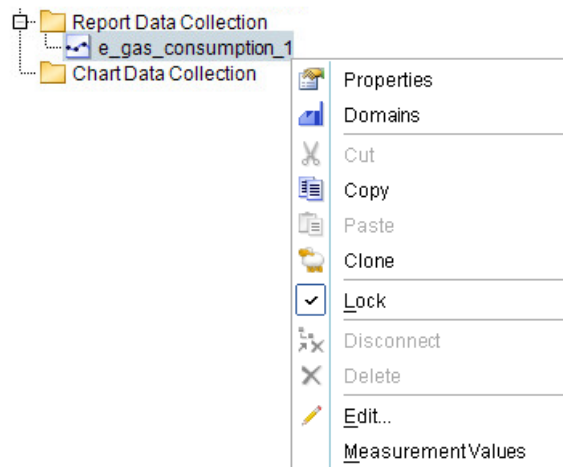 Report Data Collection
e_gas_consumption_1
Chart Data Collection
Properties
Domains
Cut
Copy
Paste
Clone
Lock
Disconnect
Delete
Edit...
Measurement Values